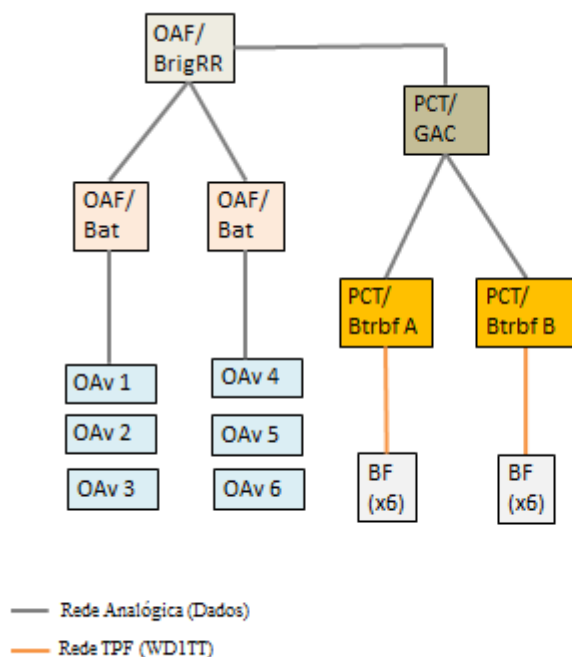 OAF/
BrigRR
PCT/
GAC
OAF/
Bat
OAF/
Bat
PCT/
Btrbf A
PCT/
Btrbf B
OAv 1
OAv 4
OAv 2
OAv 5
OAv 3
OAv 6
BF
(x6)
BF
(x6)
Rede Analógica (Dados)
Rede TPF (WD1TT)